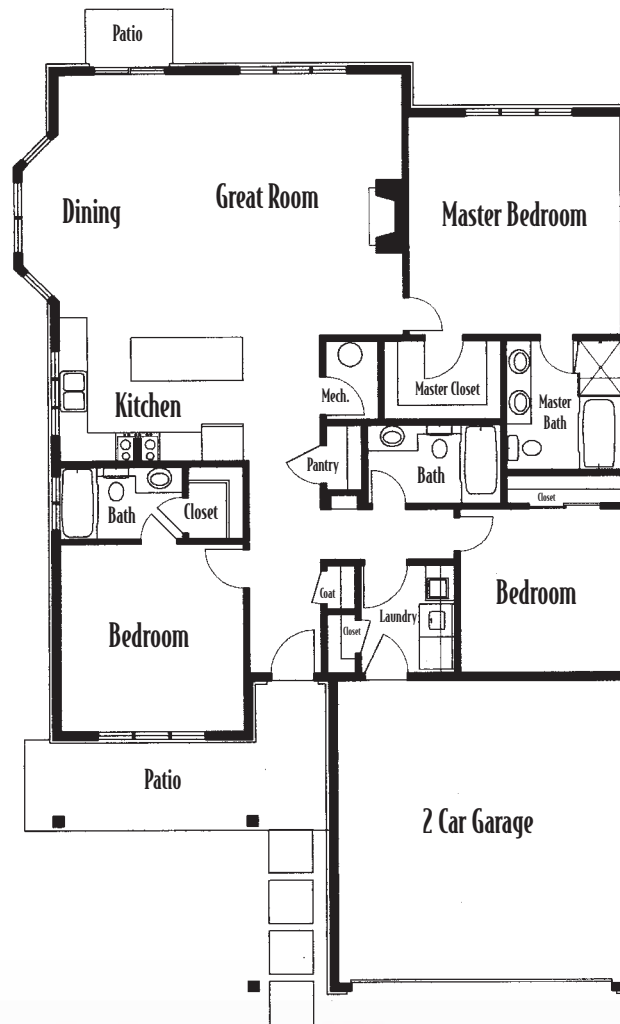 Patio
Great Room
Dining
Master Bedroom
Mech.
Master Closet
Kitchen
Master
Bath
Pantry
Bath
Closet
Bath
Closet
Coat
Bedroom
Laundry
Closet
Bedroom
Patio
2 Car Garage